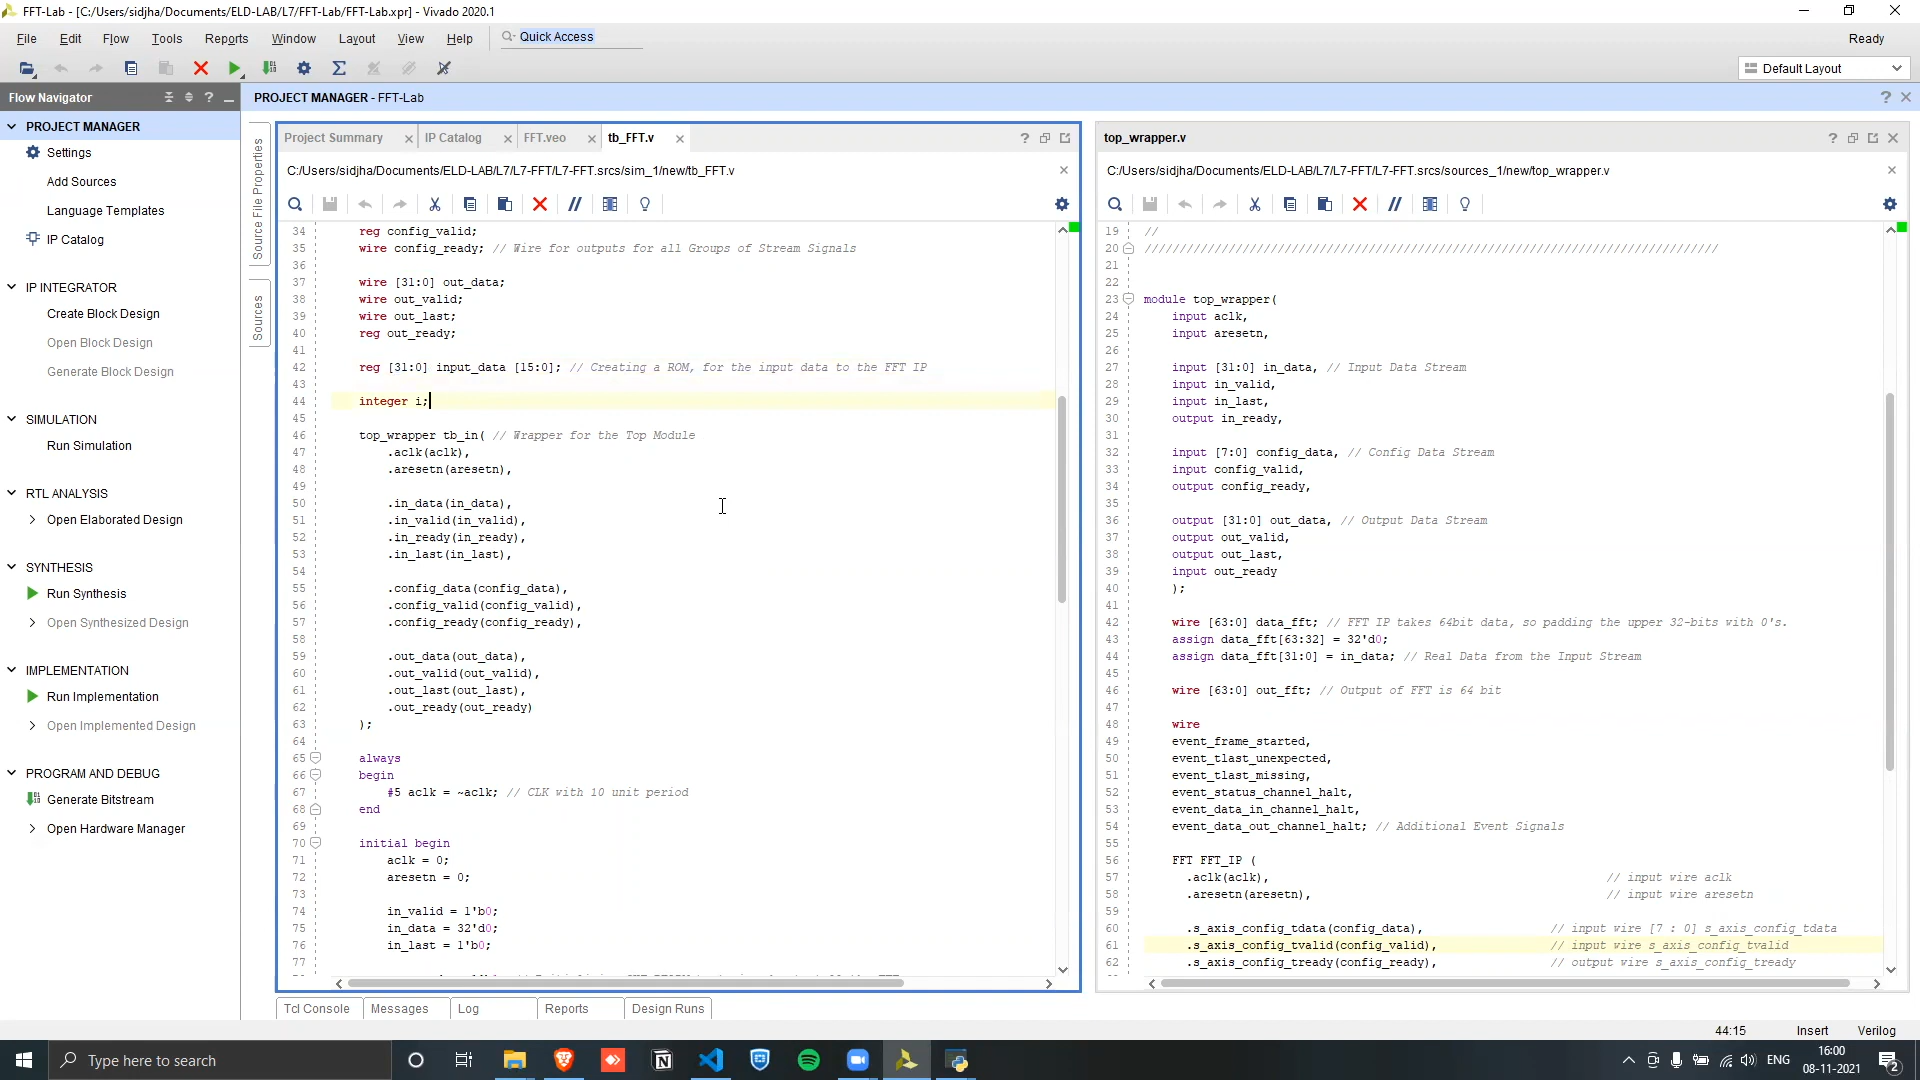 FFT-Lab - [C:/Users/sidjha/Documents/ELD-LAB/L7/FFT-Lab/FFT-Lab.xpr] - Vivado 2020.1
File Edit Flow Tools Reports Window Layout View Help Quick Access Ready
Default Layout
Flow Navigator
PROJECT MANAGER - FFT-Lab
PROJECT MANAGER
Settings
Add Sources
Language Templates
IP Catalog
IP INTEGRATOR
Create Block Design
Open Block Design
Generate Block Design
SIMULATION
Run Simulation
RTL ANALYSIS
Open Elaborated Design
SYNTHESIS
Run Synthesis
Open Synthesized Design
IMPLEMENTATION
Run Implementation
Open Implemented Design
PROGRAM AND DEBUG
Generate Bitstream
Open Hardware Manager
Source File Properties
Sources
Project Summary IP Catalog FFT.veo tb_FFT.v
C:/Users/sidjha/Documents/ELD-LAB/L7/L7-FFT/L7-FFT.srcs/sim_1/new/tb_FFT.v
34 reg config_valid;
35 wire config_ready; // Wire for outputs for all Groups of Stream Signals
36
37 wire [31:0] out_data;
38 wire out_valid;
39 wire out_last;
40 reg out_ready;
41
42 reg [31:0] input_data [15:0]; // Creating a ROM, for the input data to the FFT IP
43
44 integer i;
45
46 top_wrapper tb_in( // Wrapper for the Top Module
47 .aclk(aclk),
48 .aresetn(aresetn),
49
50 .in_data(in_data),
51 .in_valid(in_valid),
52 .in_ready(in_ready),
53 .in_last(in_last),
54
55 .config_data(config_data),
56 .config_valid(config_valid),
57 .config_ready(config_ready),
58
59 .out_data(out_data),
60 .out_valid(out_valid),
61 .out_last(out_last),
62 .out_ready(out_ready)
63 );
64
65 always
66 begin
67 #5 aclk = ~aclk; // CLK with 10 unit period
68 end
69
70 initial begin
71 aclk = 0;
72 aresetn = 0;
73
74 in_valid = 1'b0;
75 in_data = 32'd0;
76 in_last = 1'b0;
77
top_wrapper.v
C:/Users/sidjha/Documents/ELD-LAB/L7/L7-FFT/L7-FFT.srcs/sources_1/new/top_wrapper.v
19 //
20 //////////////////////////////////////////////////////////////////////////////////
21
22
23 module top_wrapper(
24 input aclk,
25 input aresetn,
26
27 input [31:0] in_data, // Input Data Stream
28 input in_valid,
29 input in_last,
30 output in_ready,
31
32 input [7:0] config_data, // Config Data Stream
33 input config_valid,
34 output config_ready,
35
36 output [31:0] out_data, // Output Data Stream
37 output out_valid,
38 output out_last,
39 input out_ready
40 );
41
42 wire [63:0] data_fft; // FFT IP takes 64bit data, so padding the upper 32-bits with 0's.
43 assign data_fft[63:32] = 32'd0;
44 assign data_fft[31:0] = in_data; // Real Data from the Input Stream
45
46 wire [63:0] out_fft; // Output of FFT is 64 bit
47
48 wire
49 event_frame_started,
50 event_tlast_unexpected,
51 event_tlast_missing,
52 event_status_channel_halt,
53 event_data_in_channel_halt,
54 event_data_out_channel_halt; // Additional Event Signals
55
56 FFT FFT_IP (
57 .aclk(aclk), // input wire aclk
58 .aresetn(aresetn), // input wire aresetn
59
60 .s_axis_config_tdata(config_data), // input wire [7 : 0] s_axis_config_tdata
61 .s_axis_config_tvalid(config_valid), // input wire s_axis_config_tvalid
62 .s_axis_config_tready(config_ready), // output wire s_axis_config_tready
Tcl Console Messages Log Reports Design Runs
44:15 Insert Verilog
Type here to search
ENG
16:00
08-11-2021
2